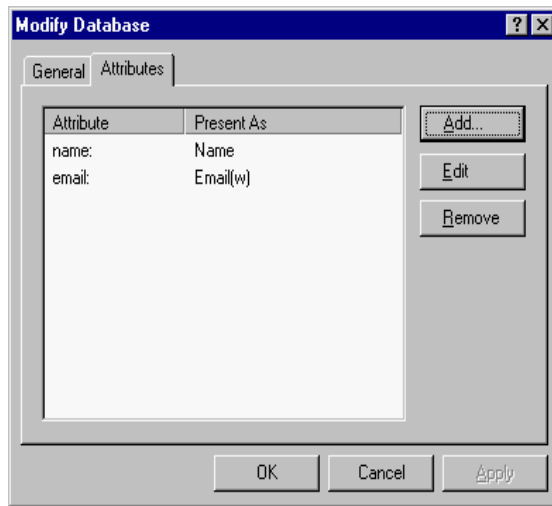 Modify Database
General Attributes
Attribute Present As Add...
name: Name
email: Email(w) Edit
Remove
OK Cancel Apply